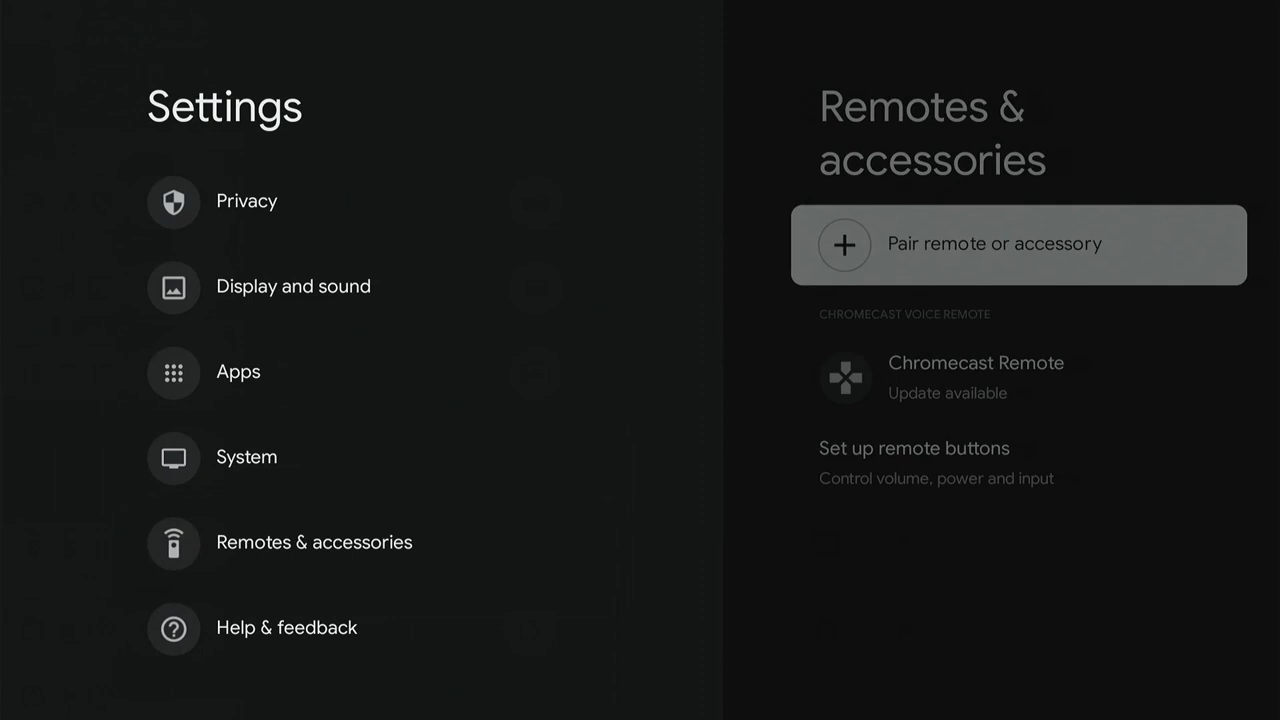 Settings
Privacy
Display and sound
Apps
System
Remotes & accessories
Help & feedback
Remotes &
accessories
Pair remote or accessory
CHROMECAST VOICE REMOTE
Chromecast Remote
Update available
Set up remote buttons
Control volume, power and input